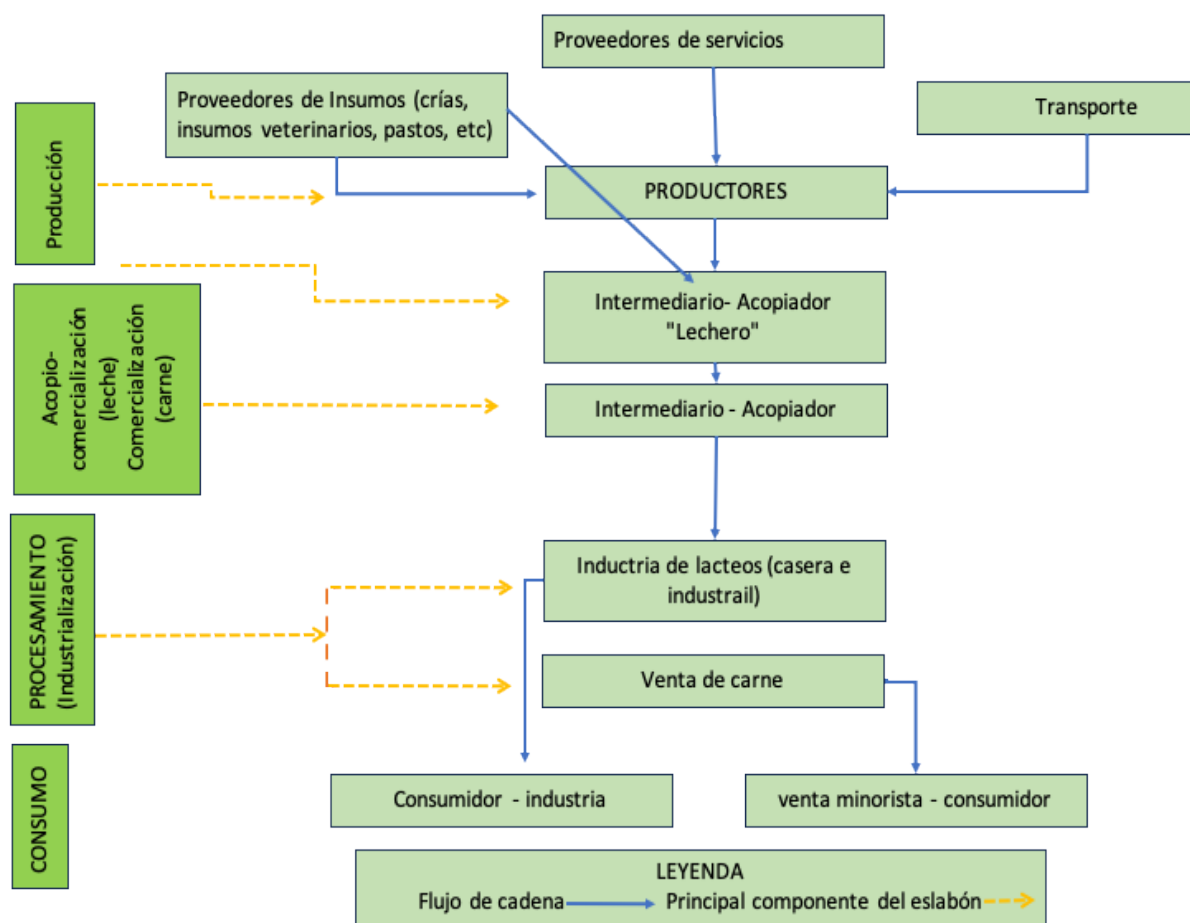 Proveedores de servicios
Proveedores de Insumos (crías,
insumos veterinarios, pastos, etc)
Transporte
Producción
PRODUCTORES
Intermediario- Acopiador
"Lechero"
Acopio-
comercialización
(leche)
Comercialización
(carne)
Intermediario - Acopiador
PROCESAMIENTO
(Industrialización)
Inductria de lacteos (casera e
industrail)
Venta de carne
CONSUMO
Consumidor - industria
venta minorista - consumidor
LEYENDA
Flujo de cadena
Principal componente del eslabón